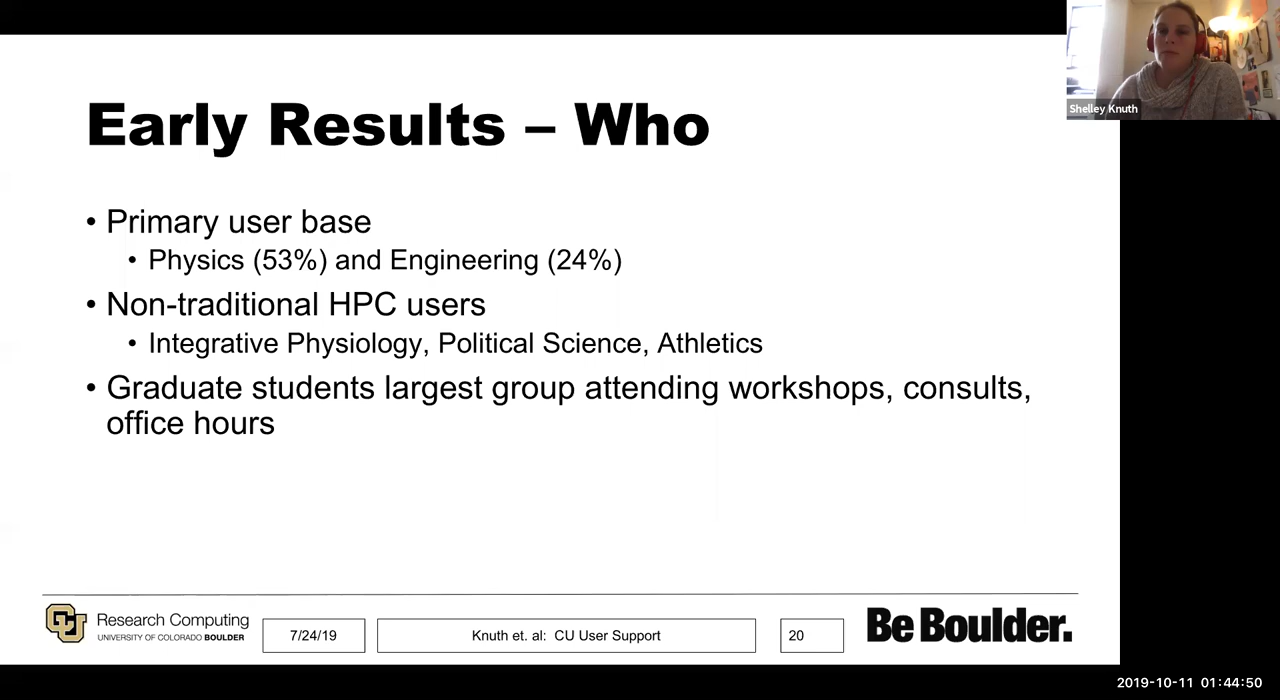 Shelley Knuth
Early Results – Who
• Primary user base
• Physics (53%) and Engineering (24%)
• Non-traditional HPC users
• Integrative Physiology, Political Science, Athletics
• Graduate students largest group attending workshops, consults,
office hours
CU
Research Computing
UNIVERSITY OF COLORADO BOULDER
7/24/19
Knuth et. al: CU User Support
20
Be Boulder.
2019-10-11 01:44:50